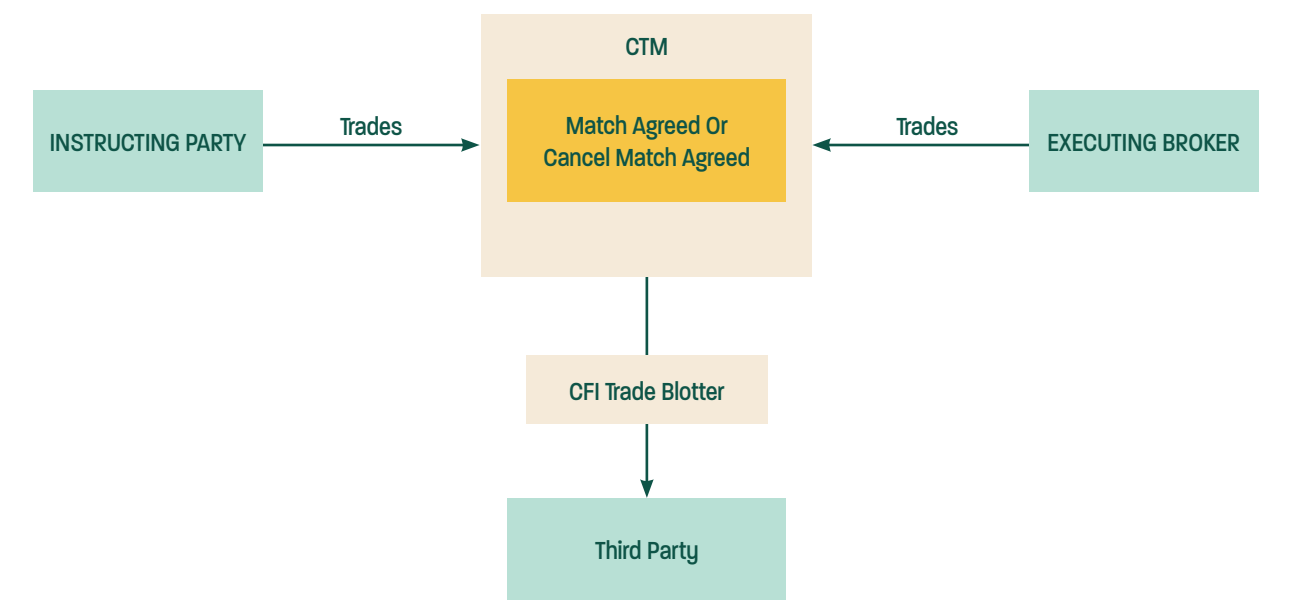 CTM
INSTRUCTING PARTY
Trades
Match Agreed Or
Cancel Match Agreed
Trades
EXECUTING BROKER
CFI Trade Blotter
Third Party